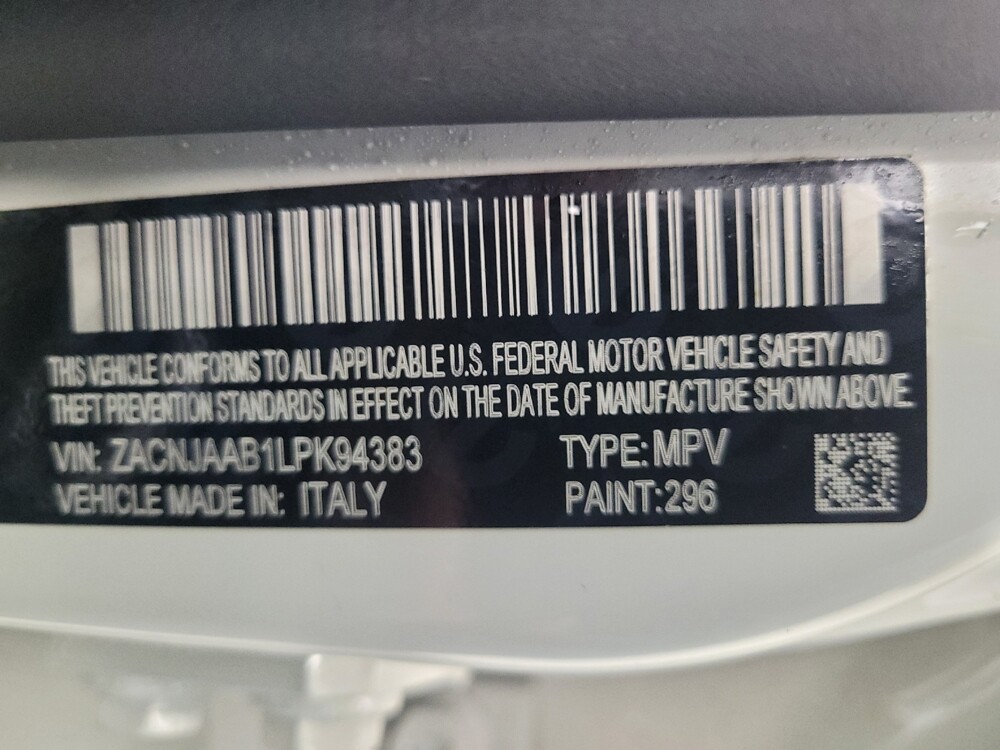 THIS VEHICLE CONFORMS TO ALL APPLICABLE U.S. FEDERAL MOTOR VEHICLE SAFETY AND
THEFT PREVENTION STANDARDS IN EFFECT ON THE DATE OF MANUFACTURE SHOWN ABOVE.
VIN: ZACNJAAB1LPK94383 TYPE: MPV
VEHICLE MADE IN: ITALY PAINT: 296